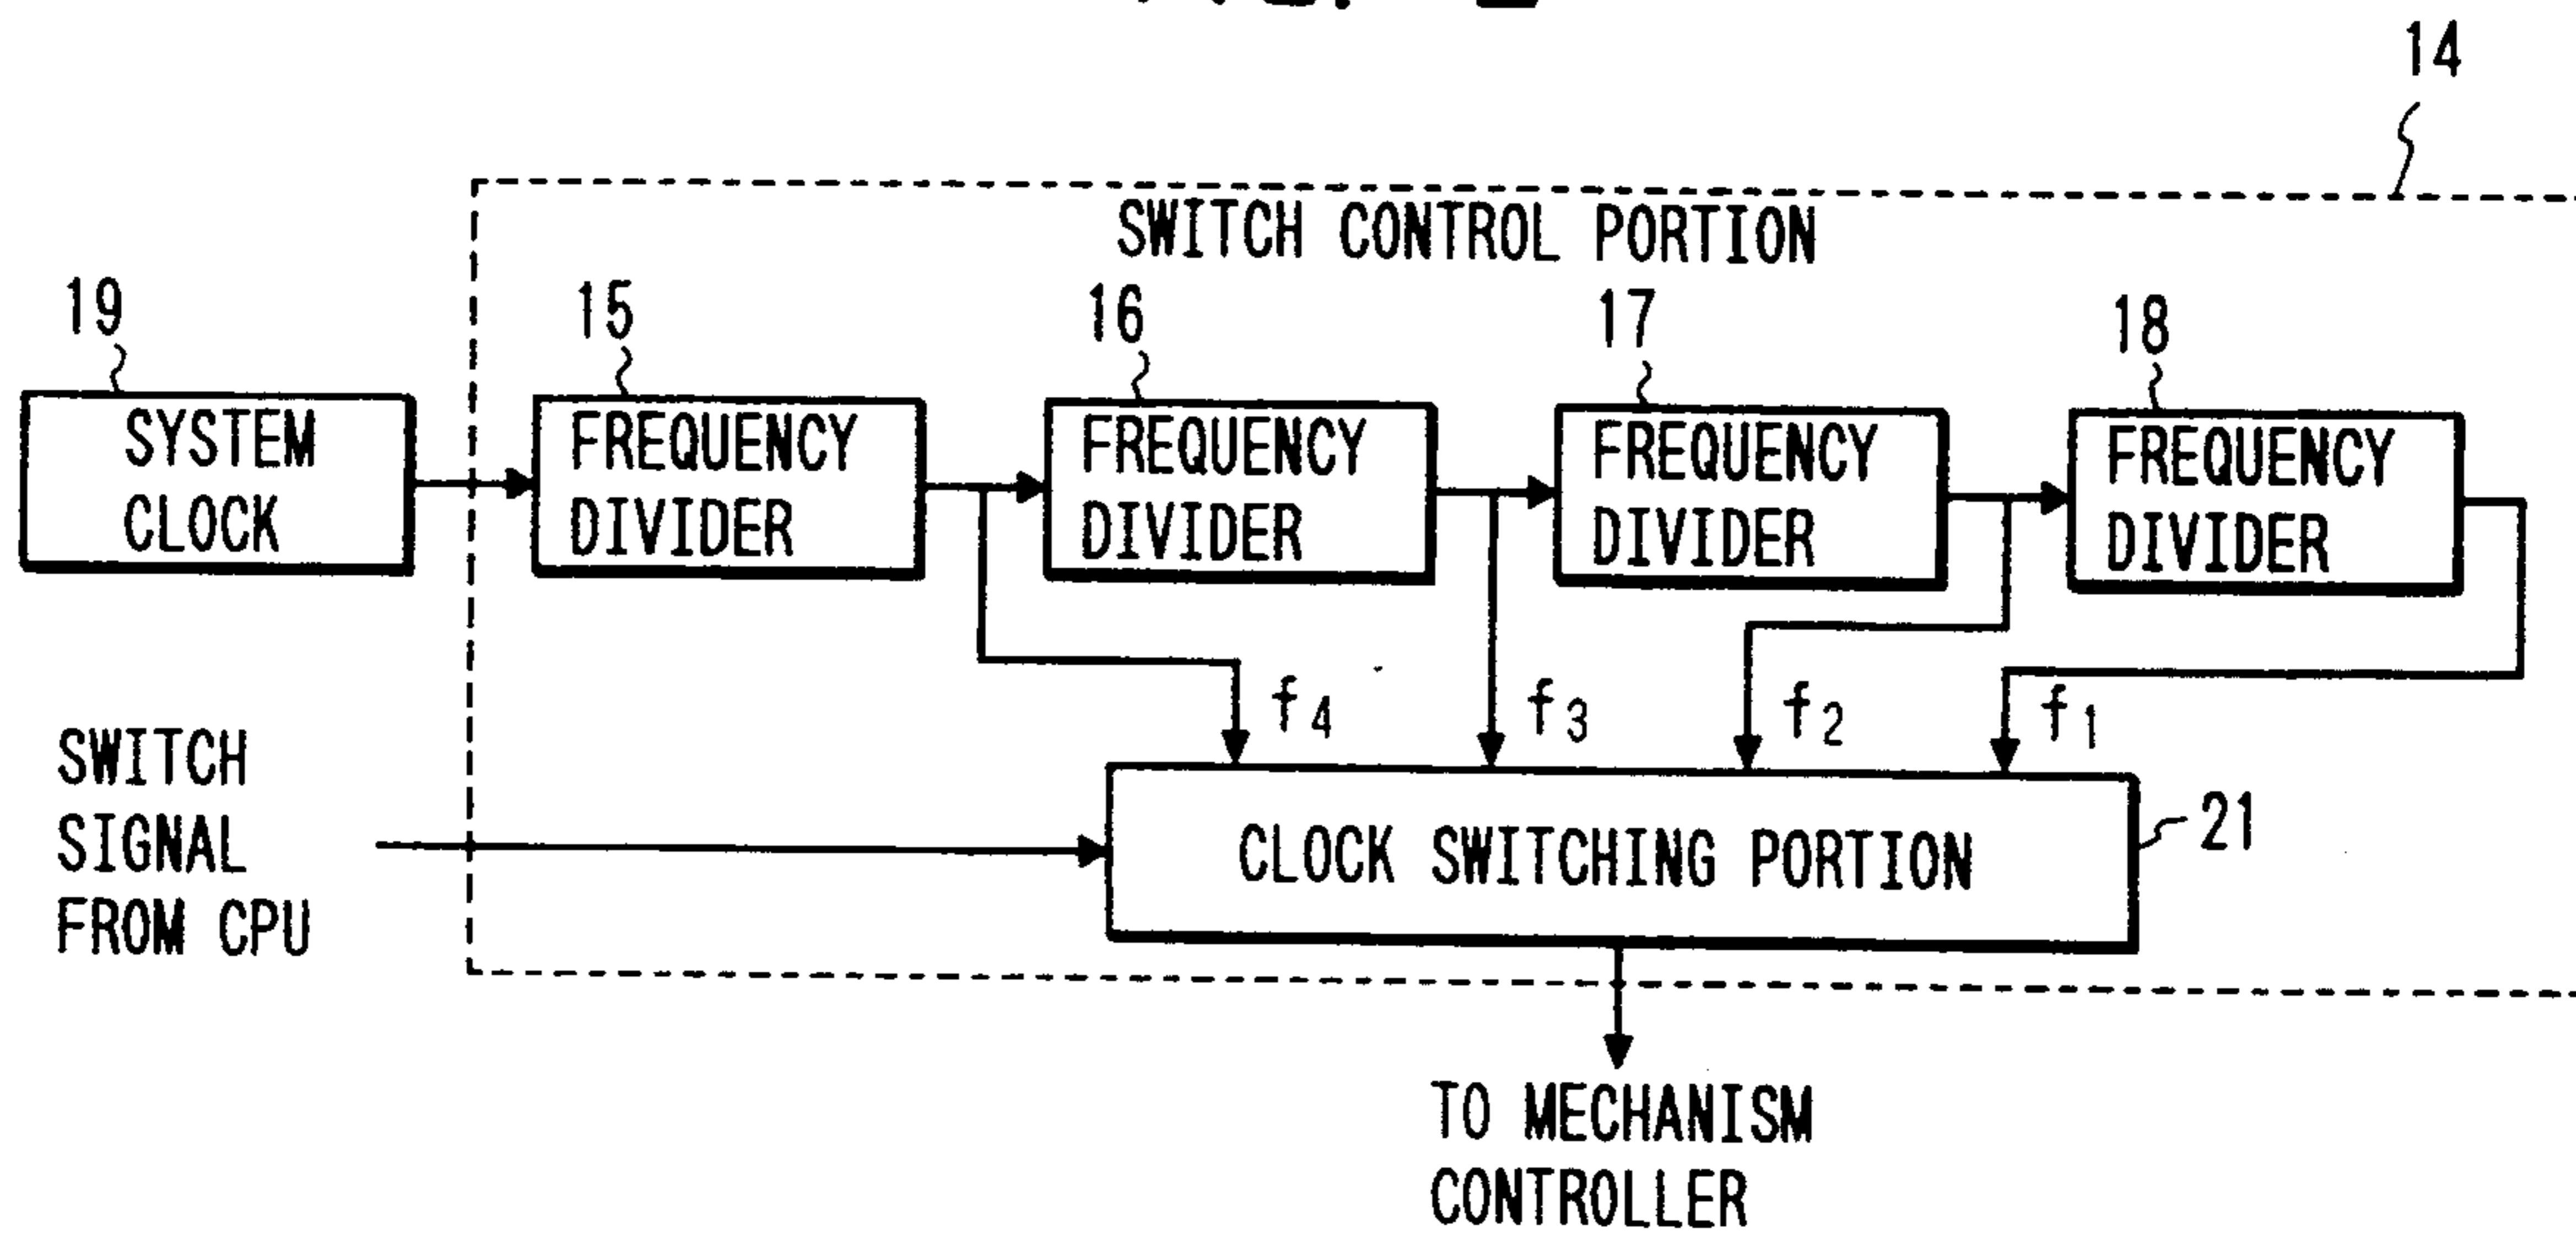 14
SWITCH CONTROL PORTION
19
15
16
17
18
SYSTEM
CLOCK
FREQUENCY
DIVIDER
FREQUENCY
DIVIDER
FREQUENCY
DIVIDER
FREQUENCY
DIVIDER
f4
f3
f2
f1
SWITCH
SIGNAL
FROM CPU
CLOCK SWITCHING PORTION
21
TO MECHANISM
CONTROLLER